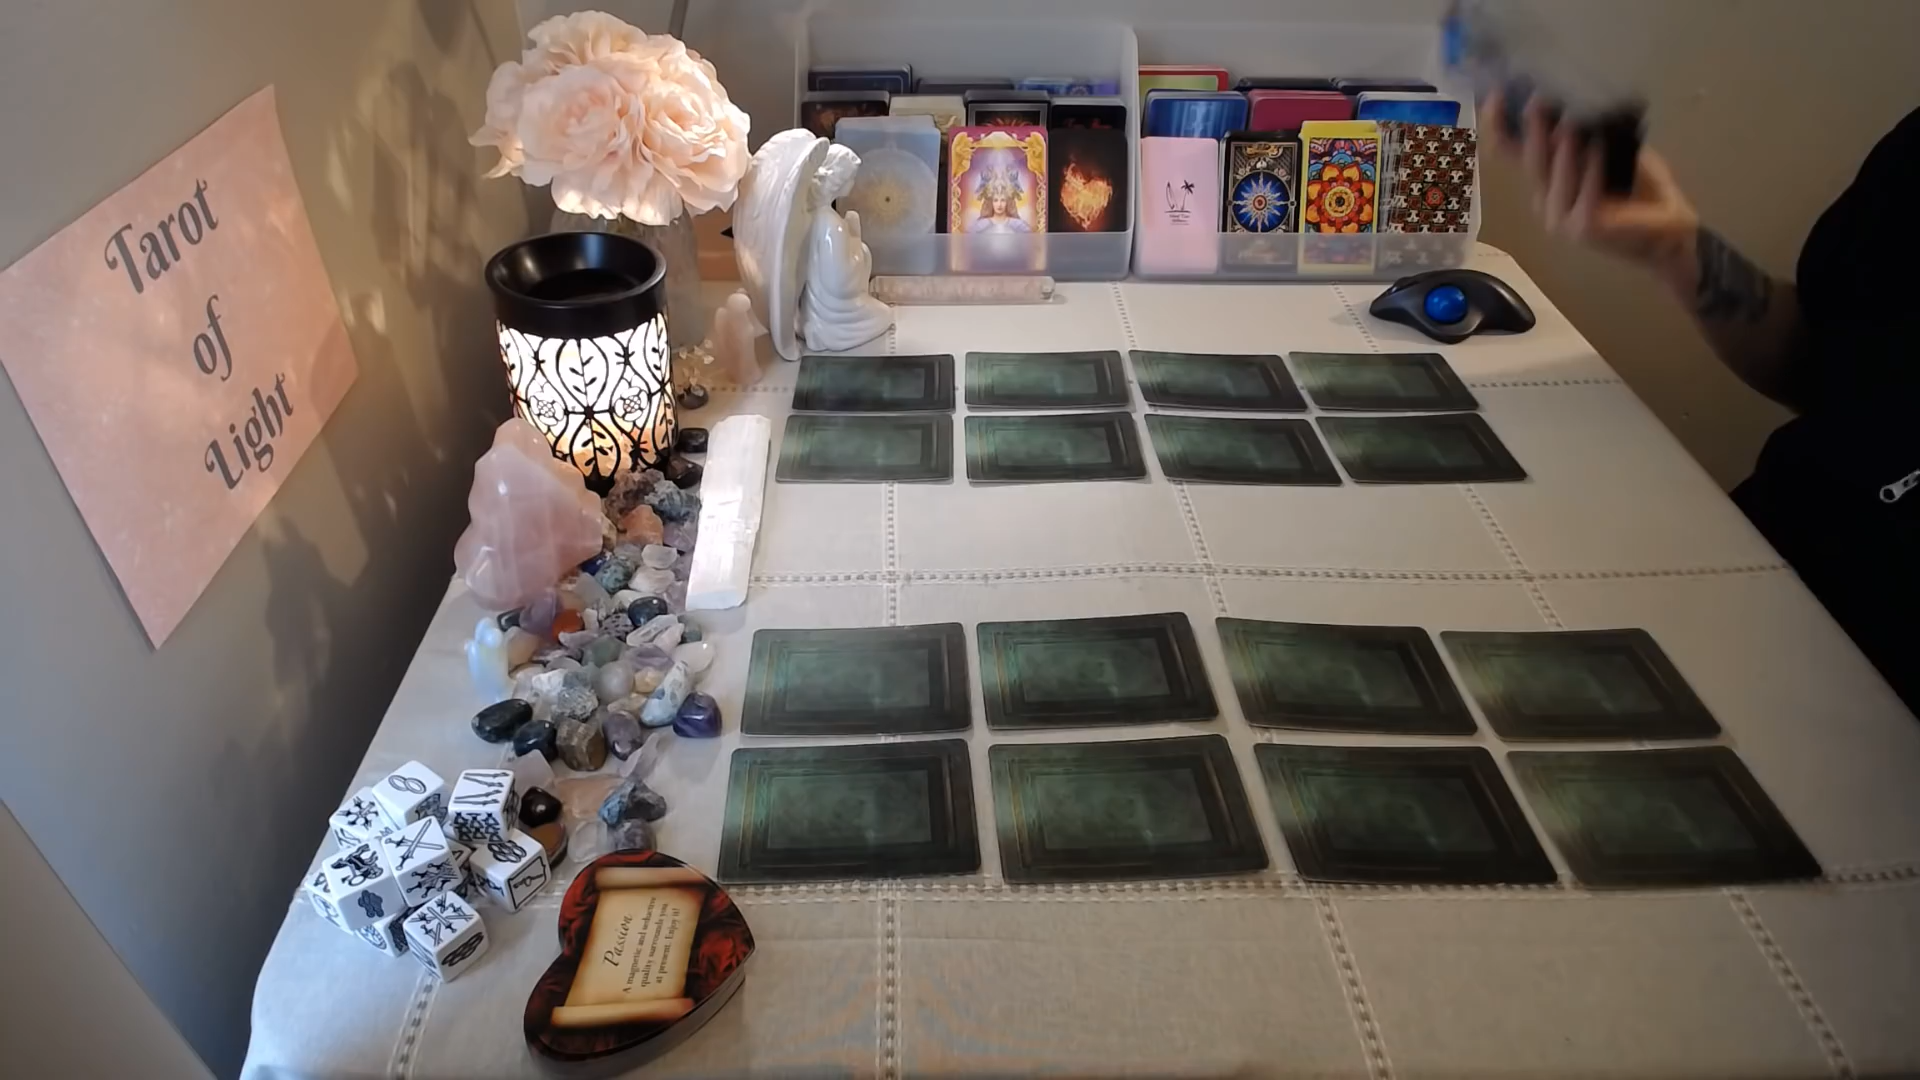 Tarot
of
Light
Passion
A magnetic and seductive
quality surrounds you
at present. Enjoy it!